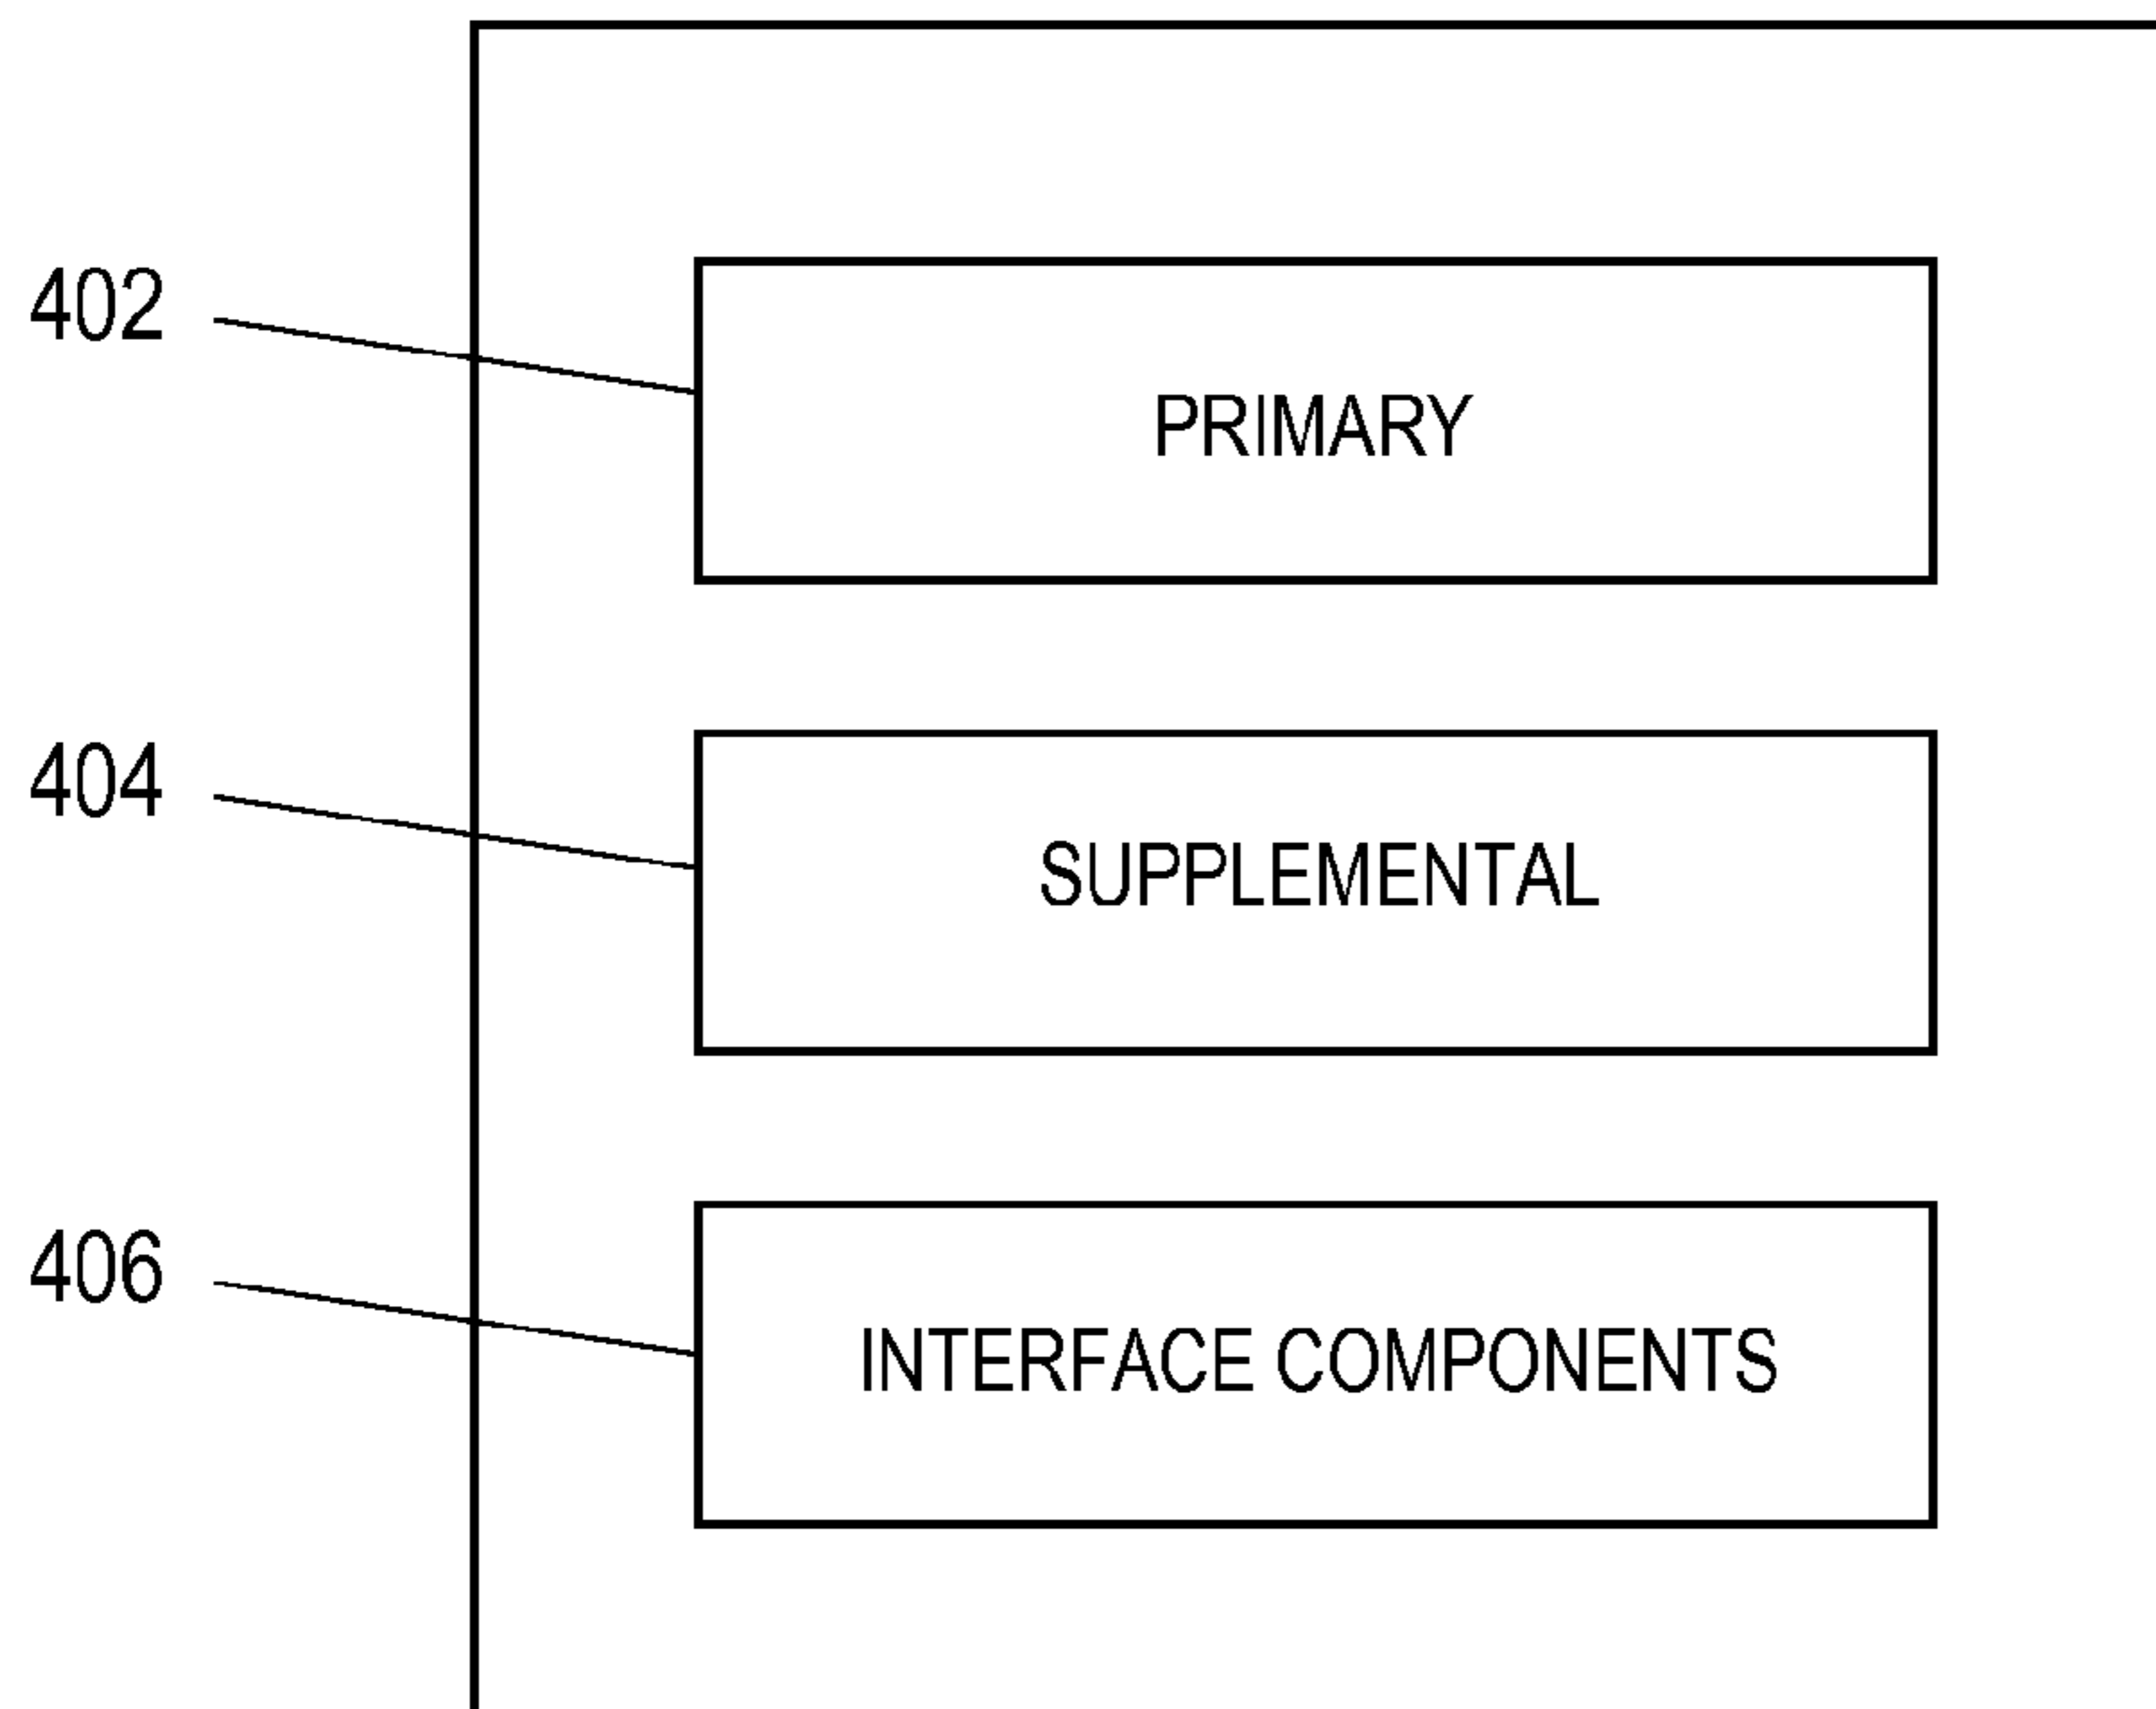 402
PRIMARY
404
SUPPLEMENTAL
406
INTERFACE COMPONENTS